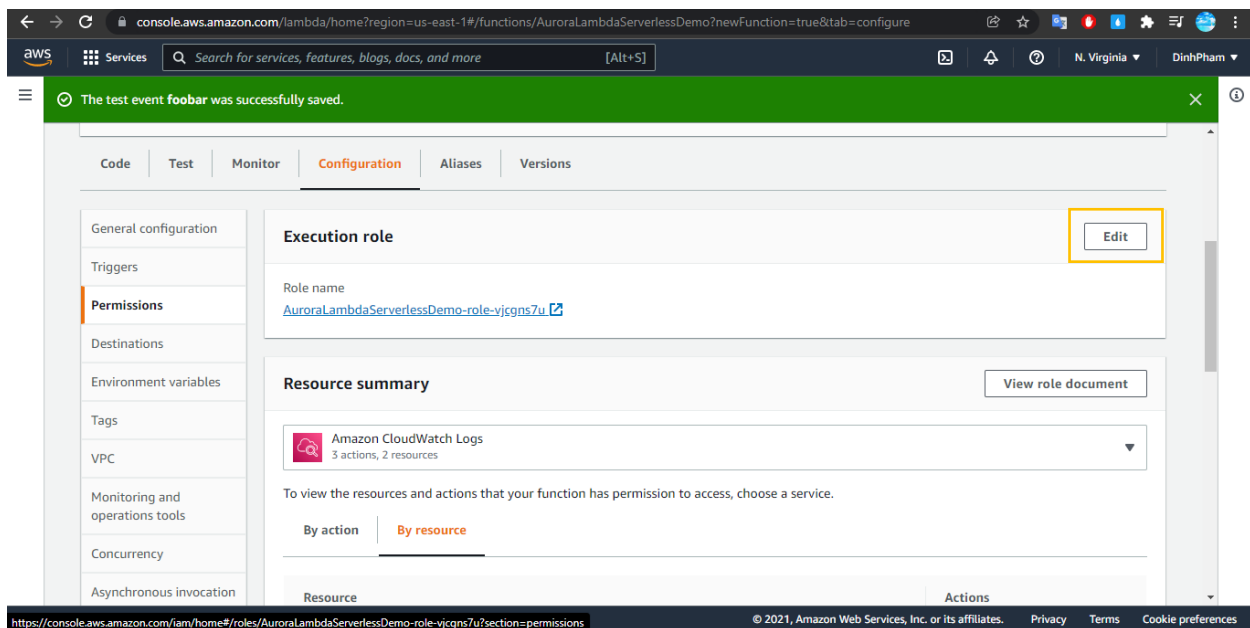 console.aws.amazon.com/lambda/home?region=us-east-1#/functions/AuroraLambdaServerlessDemo?newFunction=true&tab=configure
aws Services Search for services, features, blogs, docs, and more [Alt+S] N. Virginia ▼ DinhPham ▼
The test event foobar was successfully saved.
Code Test Monitor Configuration Aliases Versions
General configuration
Triggers
Permissions
Destinations
Environment variables
Tags
VPC
Monitoring and
operations tools
Concurrency
Asynchronous invocation
Execution role Edit
Role name
AuroraLambdaServerlessDemo-role-vjcgns7u
Resource summary View role document
Amazon CloudWatch Logs
3 actions, 2 resources
To view the resources and actions that your function has permission to access, choose a service.
By action By resource
Resource Actions
https://console.aws.amazon.com/iam/home#/roles/AuroraLambdaServerlessDemo-role-vjcgns7u?section=permissions
© 2021, Amazon Web Services, Inc. or its affiliates. Privacy Terms Cookie preferences